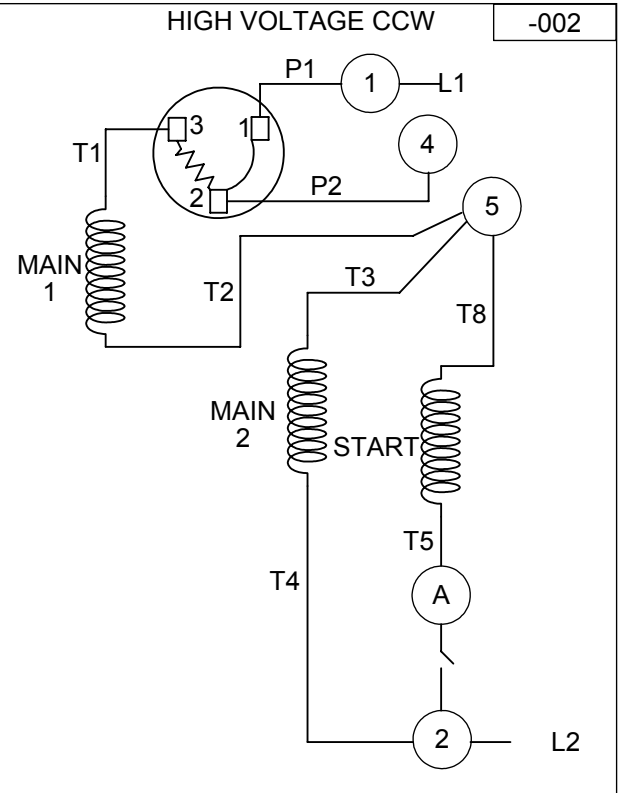 HIGH VOLTAGE CCW
-002
P1
1
L1
3
1
T1
4
2
P2
5
MAIN
1
T2
T3
T8
MAIN
2
START
T5
T4
A
2
L2